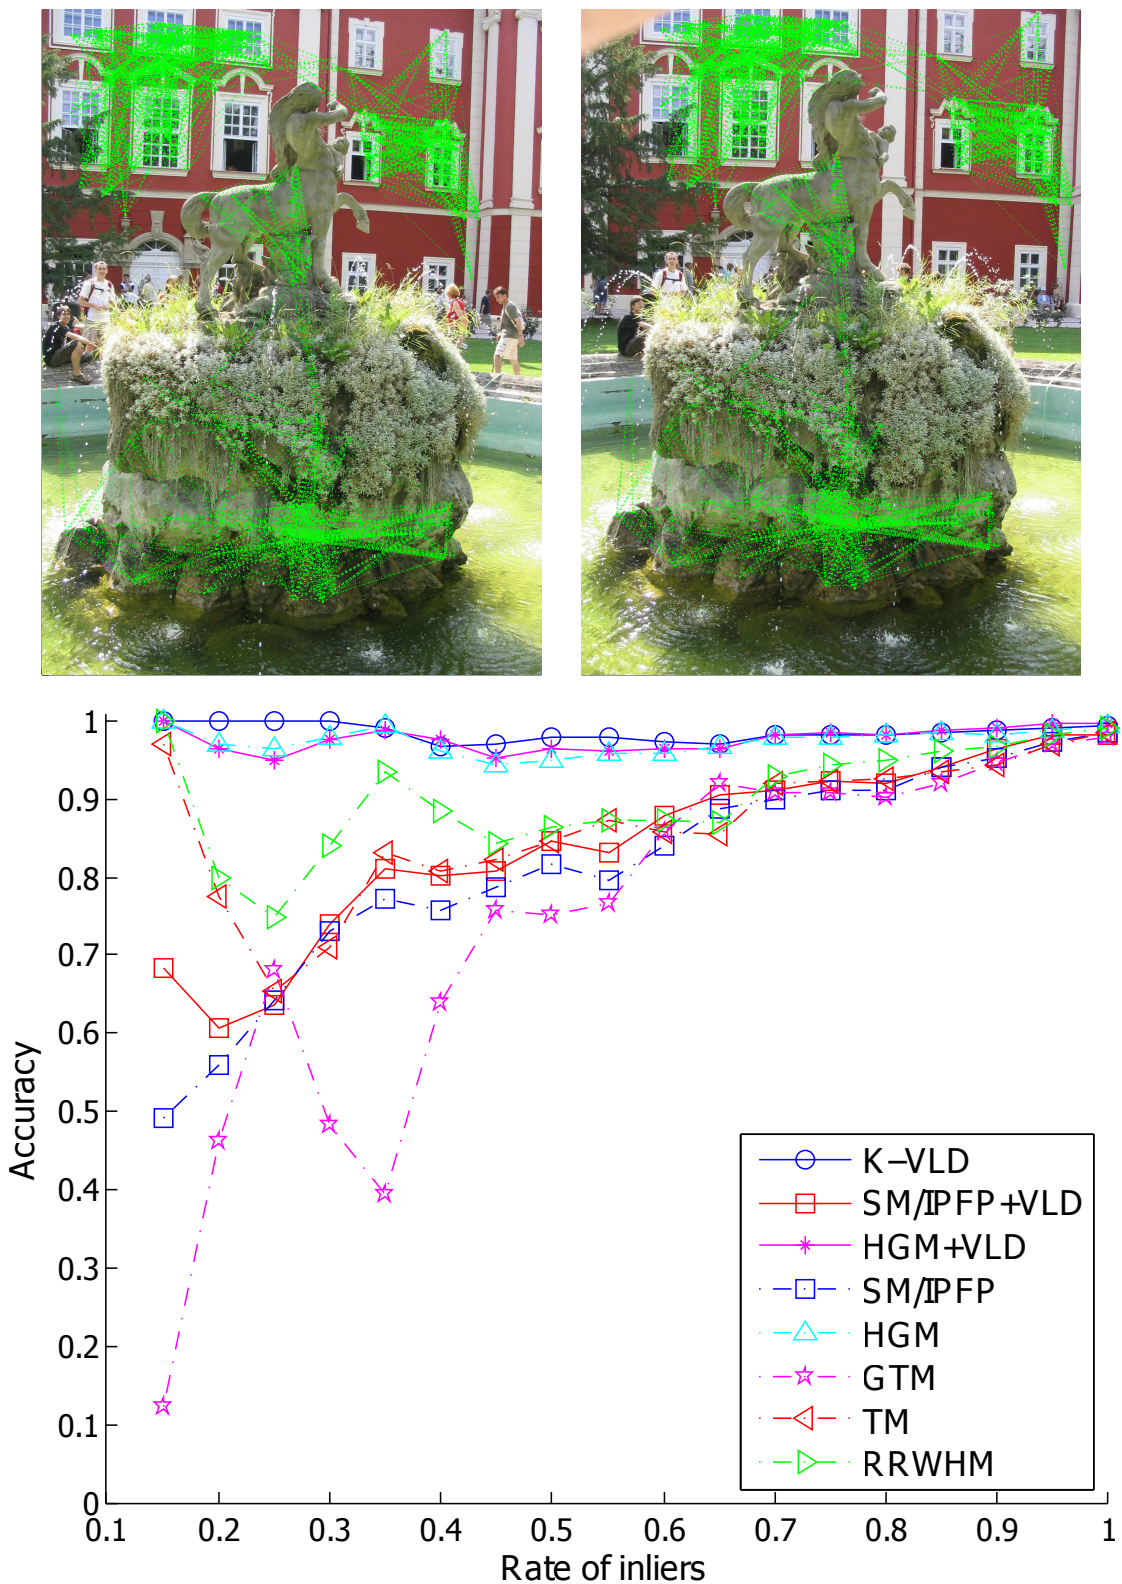 1
0.9
0.8
0.7
0.6
0.5
0.4
0.3
0.2
0.1
0
Accuracy
K−VLD
SM/IPFP+VLD
HGM+VLD
SM/IPFP
HGM
GTM
TM
RRWHM
0.1 0.2 0.3 0.4 0.5 0.6 0.7 0.8 0.9 1
Rate of inliers